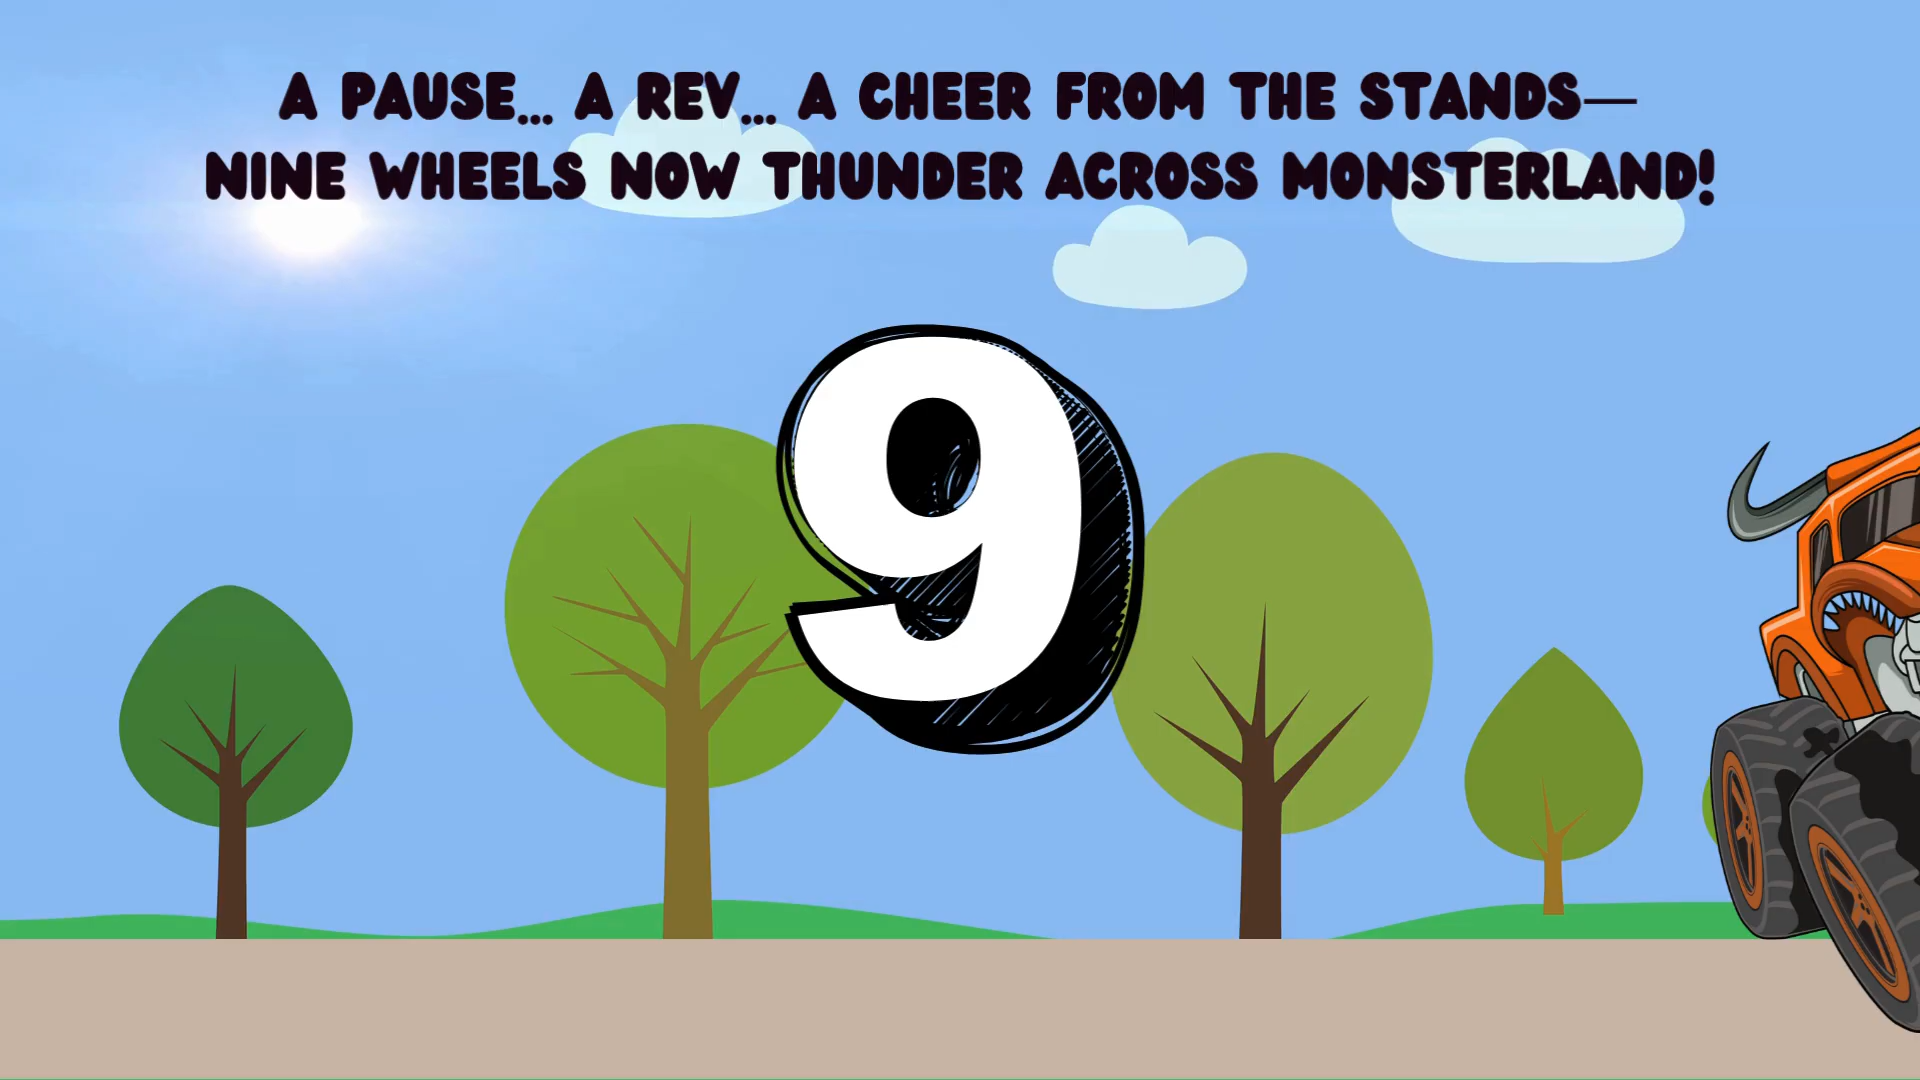 A PAUSE... A REV... A CHEER FROM THE STANDS—
NINE WHEELS NOW THUNDER ACROSS MONSTERLAND!
9